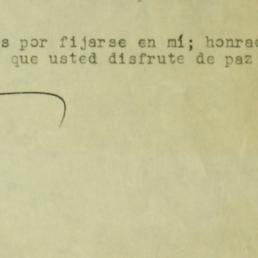 s por fijarse en mí; honrad
que usted disfrute de paz